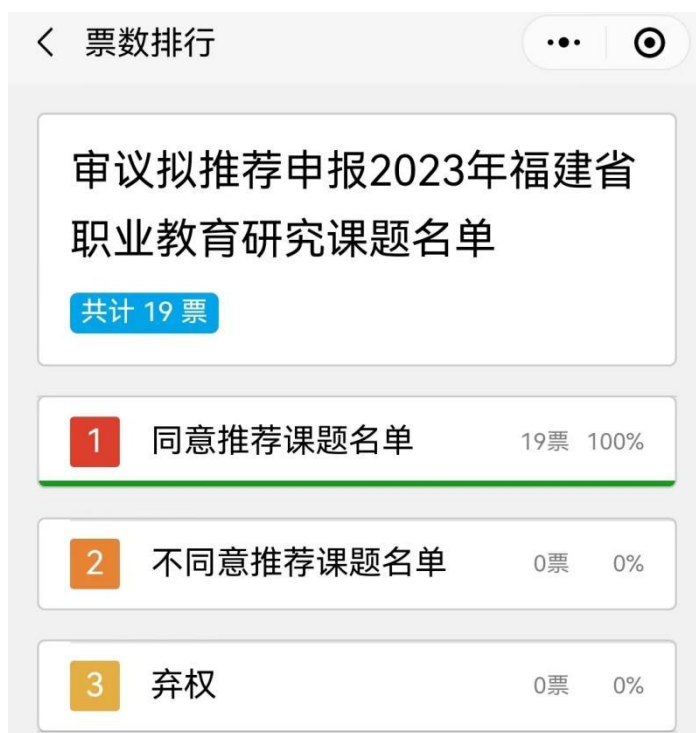 票数排行
审议拟推荐申报2023年福建省
职业教育研究课题名单
共计 19 票
1 同意推荐课题名单 19票 100%
2 不同意推荐课题名单 0票 0%
3 弃权 0票 0%